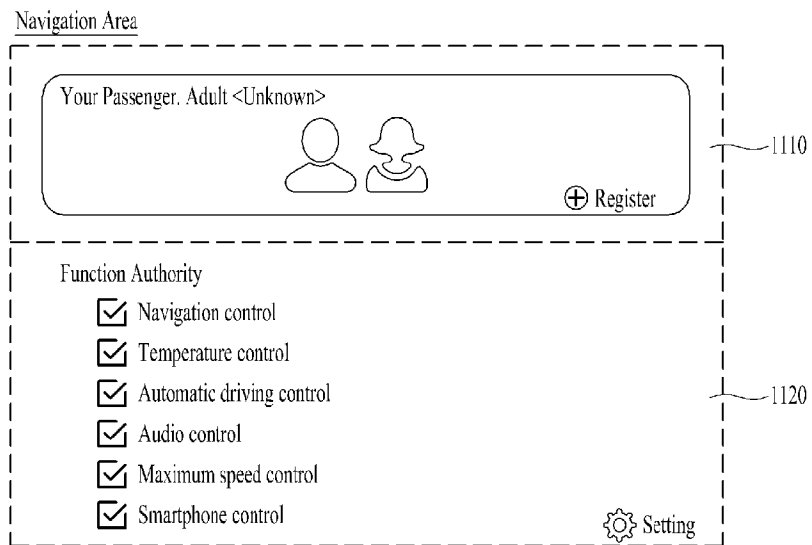 Navigation Area
Your Passenger. Adult <Unknown>
1110
Register
Function Authority
Navigation control
Temperature control
Automatic driving control
1120
Audio control
Maximum speed control
Smartphone control
Setting